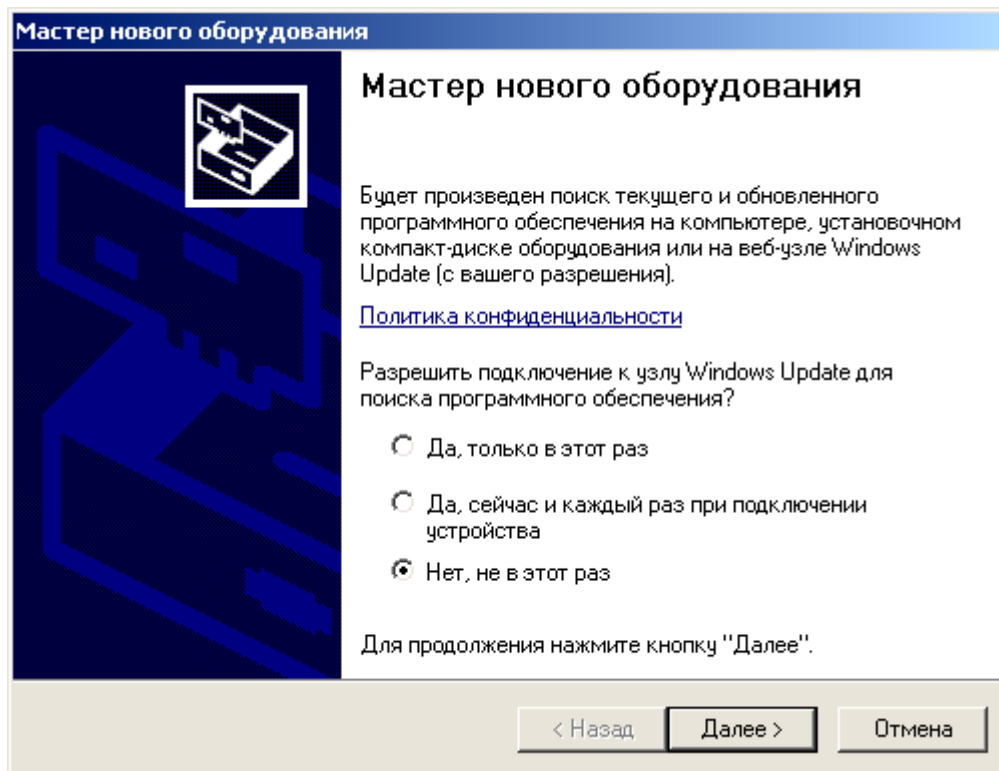 Мастер нового оборудования
Мастер нового оборудования
Будет произведен поиск текущего и обновленного
программного обеспечения на компьютере, установочном
компакт-диске оборудования или на веб-узле Windows
Update (с вашего разрешения).
Политика конфиденциальности
Разрешить подключение к узлу Windows Update для
поиска программного обеспечения?
Да, только в этот раз
Да, сейчас и каждый раз при подключении
устройства
Нет, не в этот раз
Для продолжения нажмите кнопку "Далее".
< Назад Далее > Отмена